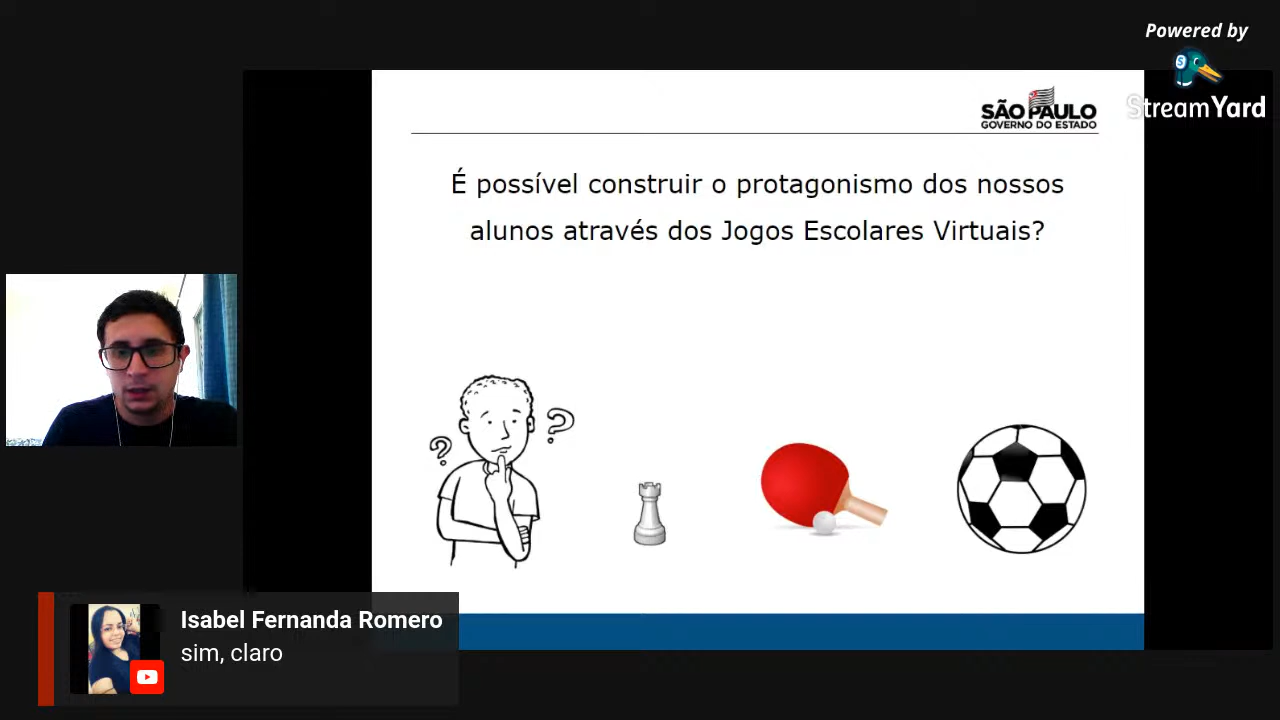 Powered by
StreamYard
SÃO PAULO
GOVERNO DO ESTADO
É possível construir o protagonismo dos nossos
alunos através dos Jogos Escolares Virtuais?
?
?
Isabel Fernanda Romero
sim, claro